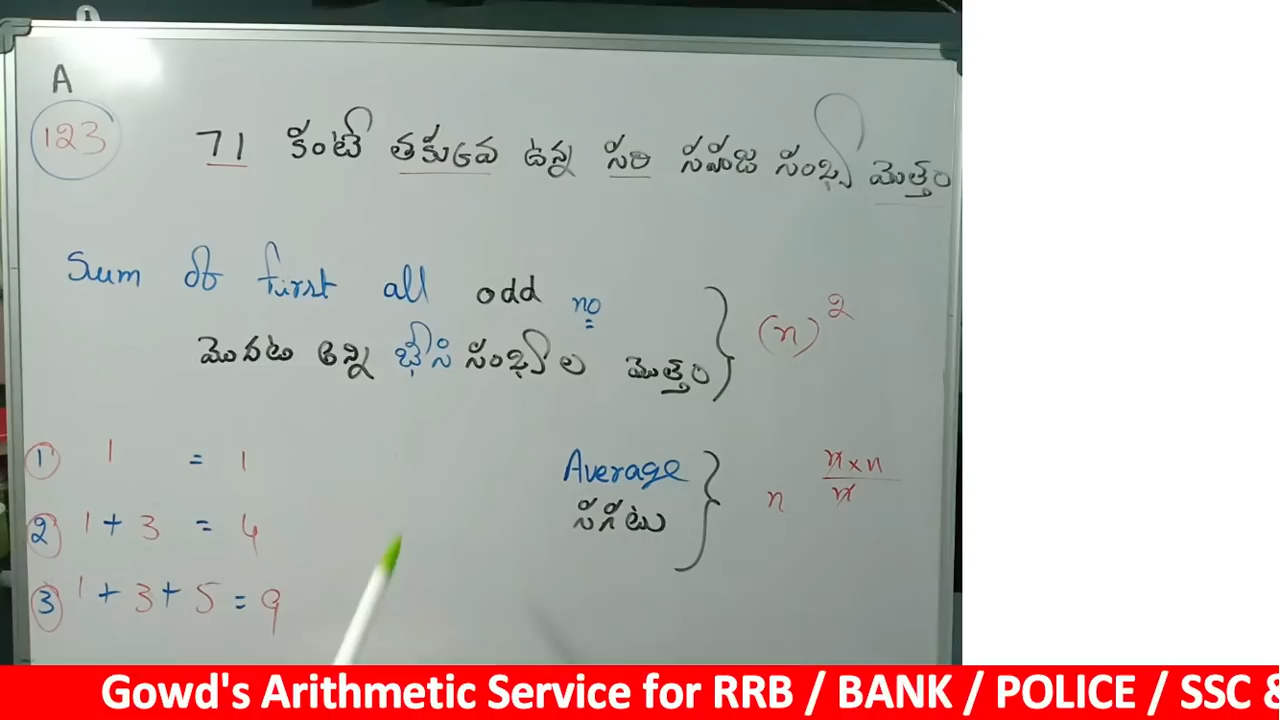 A
123
71 కంటే తక్కువ ఉన్న సరి సహజ సంఖ్య మొత్తం
Sum of first all odd no
మొదట అన్ని బేసి సంఖ్యల మొత్తం
(n)²
① 1 = 1
② 1 + 3 = 4
③ 1 + 3 + 5 = 9
Average
సగటు
n
n×n
n
Gowd's Arithmetic Service for RRB / BANK / POLICE / SSC &